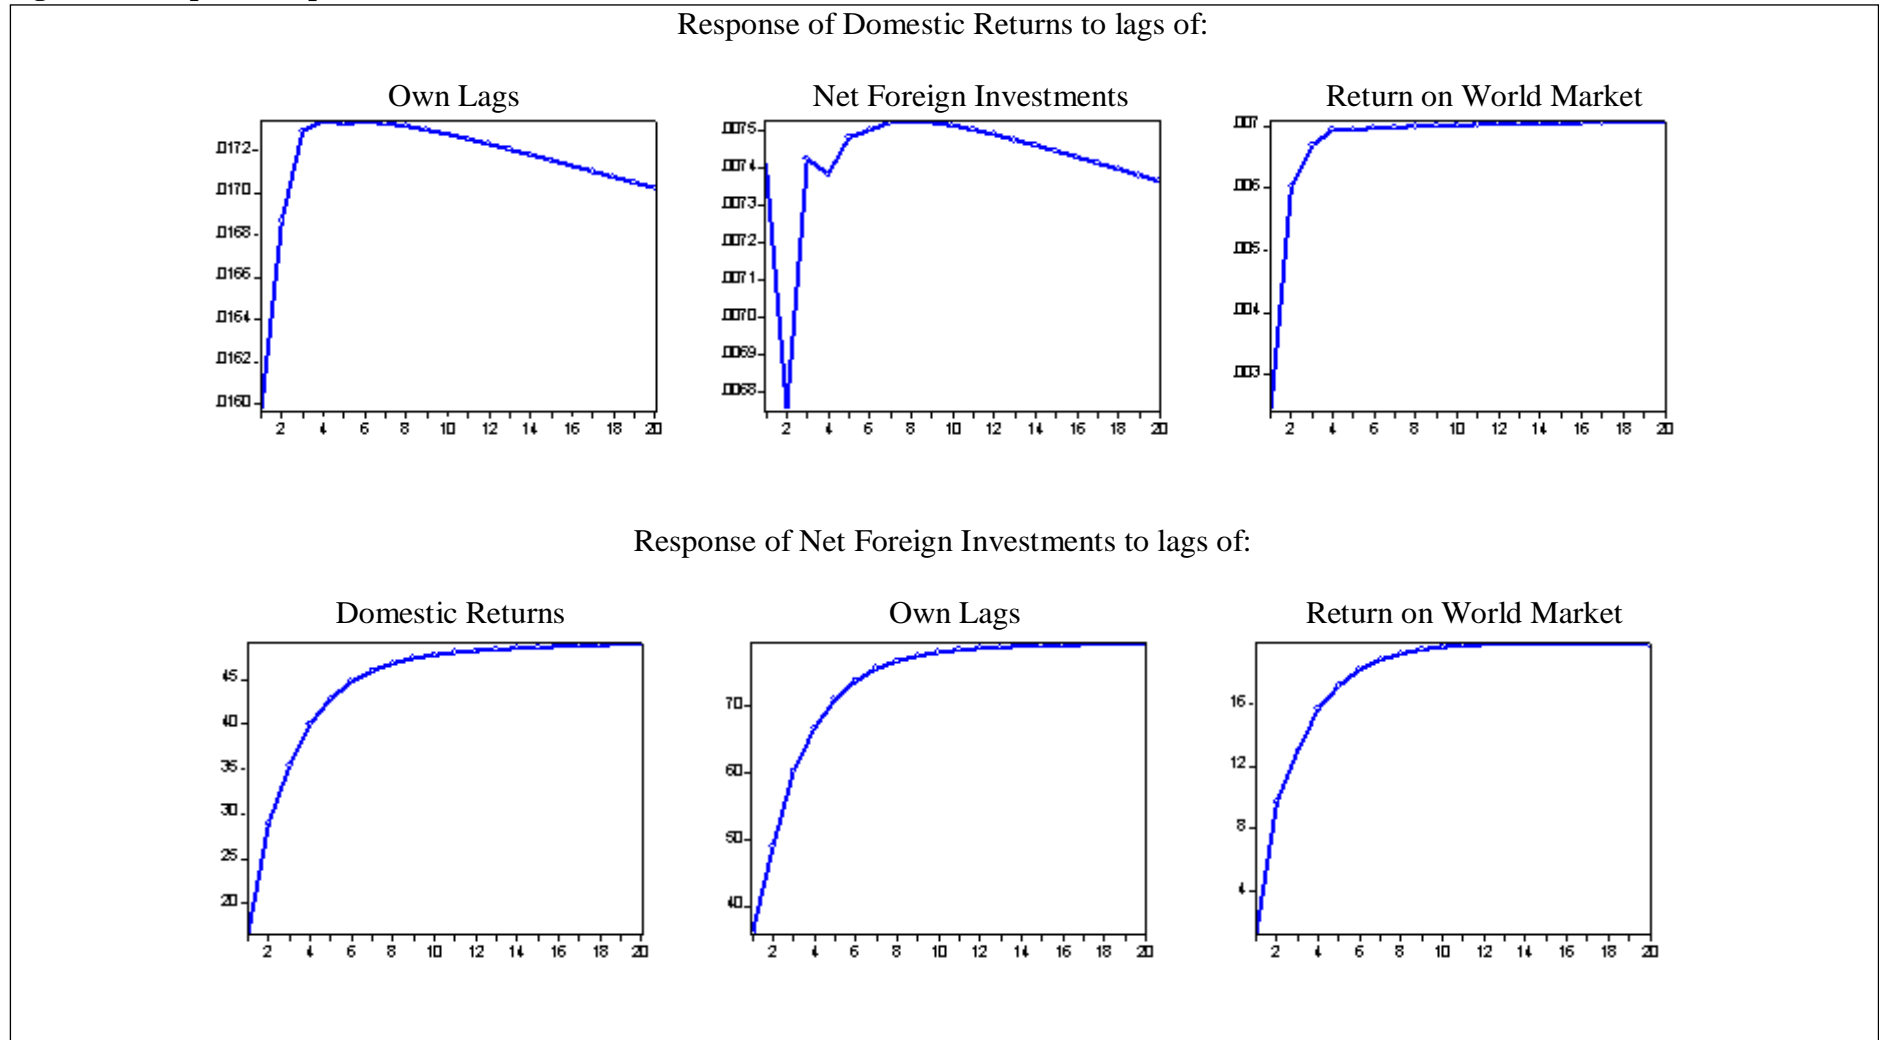 Response of Domestic Returns to lags of:
Own Lags
Net Foreign Investments
Return on World Market
.0172
.0170
.0168
.0166
.0164
.0162
.0160
2 4 6 8 10 12 14 16 18 20
.0075
.0074
.0073
.0072
.0071
.0070
.0069
.0068
2 4 6 8 10 12 14 16 18 20
.007
.006
.005
.004
.003
2 4 6 8 10 12 14 16 18 20
Response of Net Foreign Investments to lags of:
Domestic Returns
Own Lags
Return on World Market
45
40
35
30
25
20
2 4 6 8 10 12 14 16 18 20
70
60
50
40
2 4 6 8 10 12 14 16 18 20
16
12
8
4
2 4 6 8 10 12 14 16 18 20